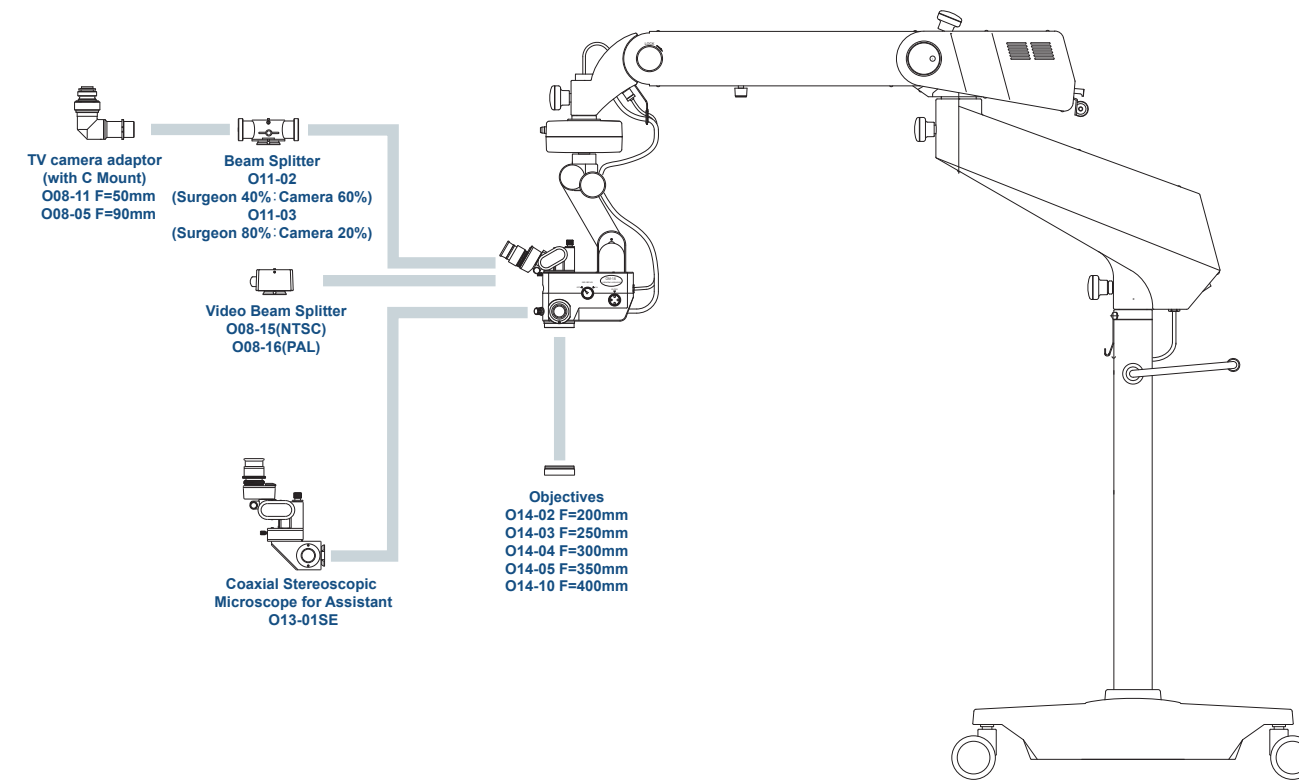 TV camera adaptor
(with C Mount)
O08-11 F=50mm
O08-05 F=90mm
Beam Splitter
O11-02
(Surgeon 40%:Camera 60%)
O11-03
(Surgeon 80%:Camera 20%)
Video Beam Splitter
O08-15(NTSC)
O08-16(PAL)
Coaxial Stereoscopic
Microscope for Assistant
O13-01SE
Objectives
O14-02 F=200mm
O14-03 F=250mm
O14-04 F=300mm
O14-05 F=350mm
O14-10 F=400mm